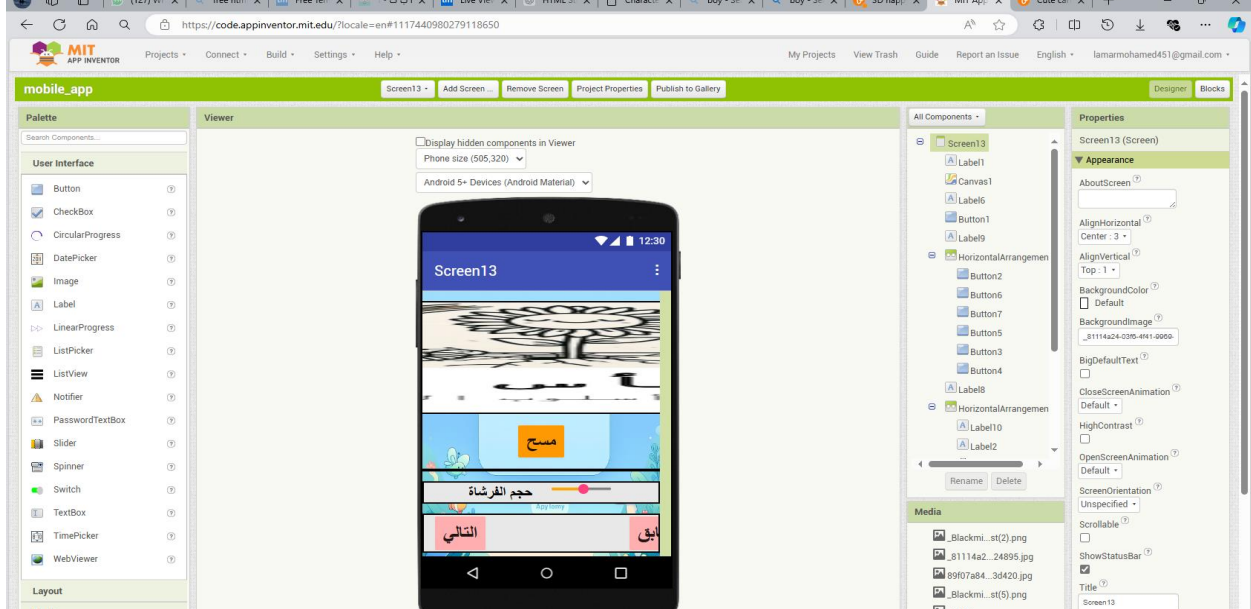 https://code.appinventor.mit.edu/?locale=en#1117440980279118650
MIT
APP INVENTOR
Projects
Connect
Build
Settings
Help
My Projects
View Trash
Guide
Report an Issue
English
lamarmohamed451@gmail.com
mobile_app
Screen13
Add Screen ...
Remove Screen
Project Properties
Publish to Gallery
Designer
Blocks
Palette
Search Components...
User Interface
Button
CheckBox
CircularProgress
DatePicker
Image
Label
LinearProgress
ListPicker
ListView
Notifier
PasswordTextBox
Slider
Spinner
Switch
TextBox
TimePicker
WebViewer
Layout
Viewer
Display hidden components in Viewer
Phone size (505,320)
Android 5+ Devices (Android Material)
12:30
Screen13
مسح
حجم الفرشاة
التالي
ابق
All Components
Screen13
Label1
Canvas1
Label6
Button1
Label9
HorizontalArrangemen
Button2
Button6
Button7
Button5
Button3
Button4
Label8
HorizontalArrangemen
Label10
Label2
Rename
Delete
Media
_Blackmi...st(2).png
_81114a2...24895.jpg
89f07a84...3d420.jpg
_Blackmi...st(5).png
Properties
Screen13 (Screen)
Appearance
AboutScreen
AlignHorizontal
Center : 3
AlignVertical
Top : 1
BackgroundColor
Default
BackgroundImage
_81114a24-03f6-4f41-9969-
BigDefaultText
CloseScreenAnimation
Default
HighContrast
OpenScreenAnimation
Default
ScreenOrientation
Unspecified
Scrollable
ShowStatusBar
Title
Screen13